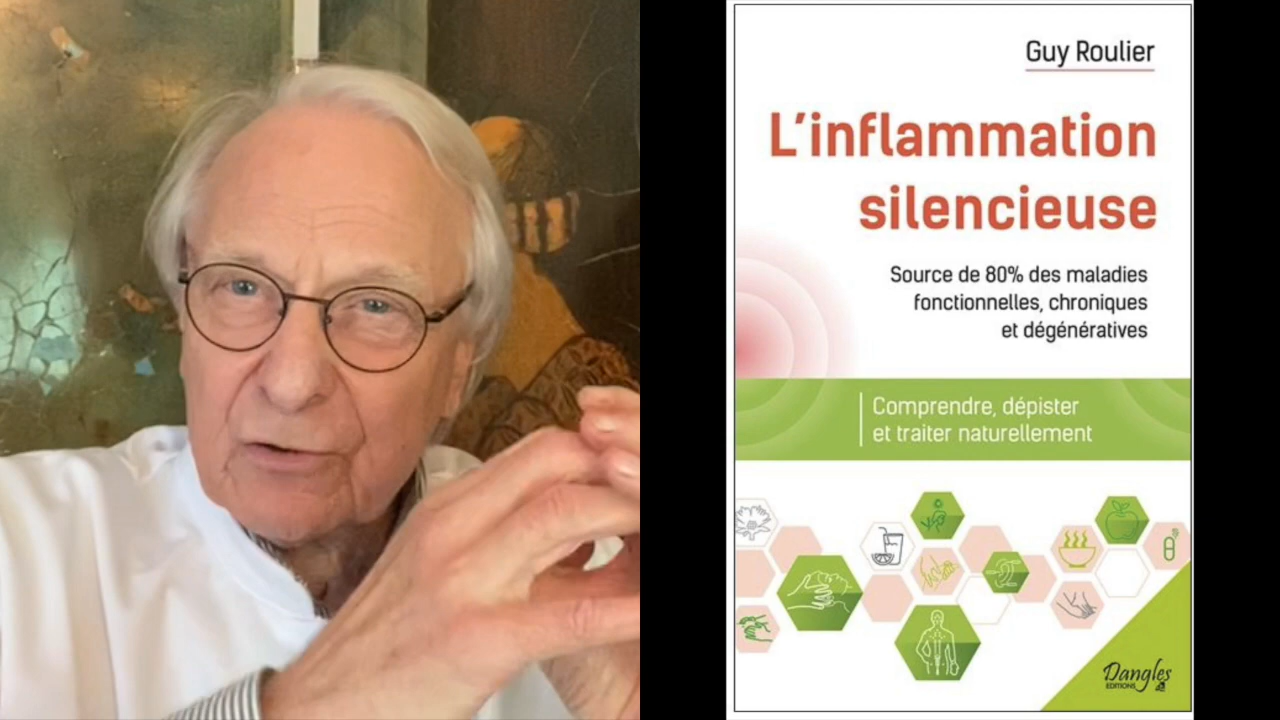 Guy Roulier
L'inflammation
silencieuse
Source de 80% des maladies
fonctionnelles, chroniques
et dégénératives
Comprendre, dépister
et traiter naturellement
Dangles
EDITIONS